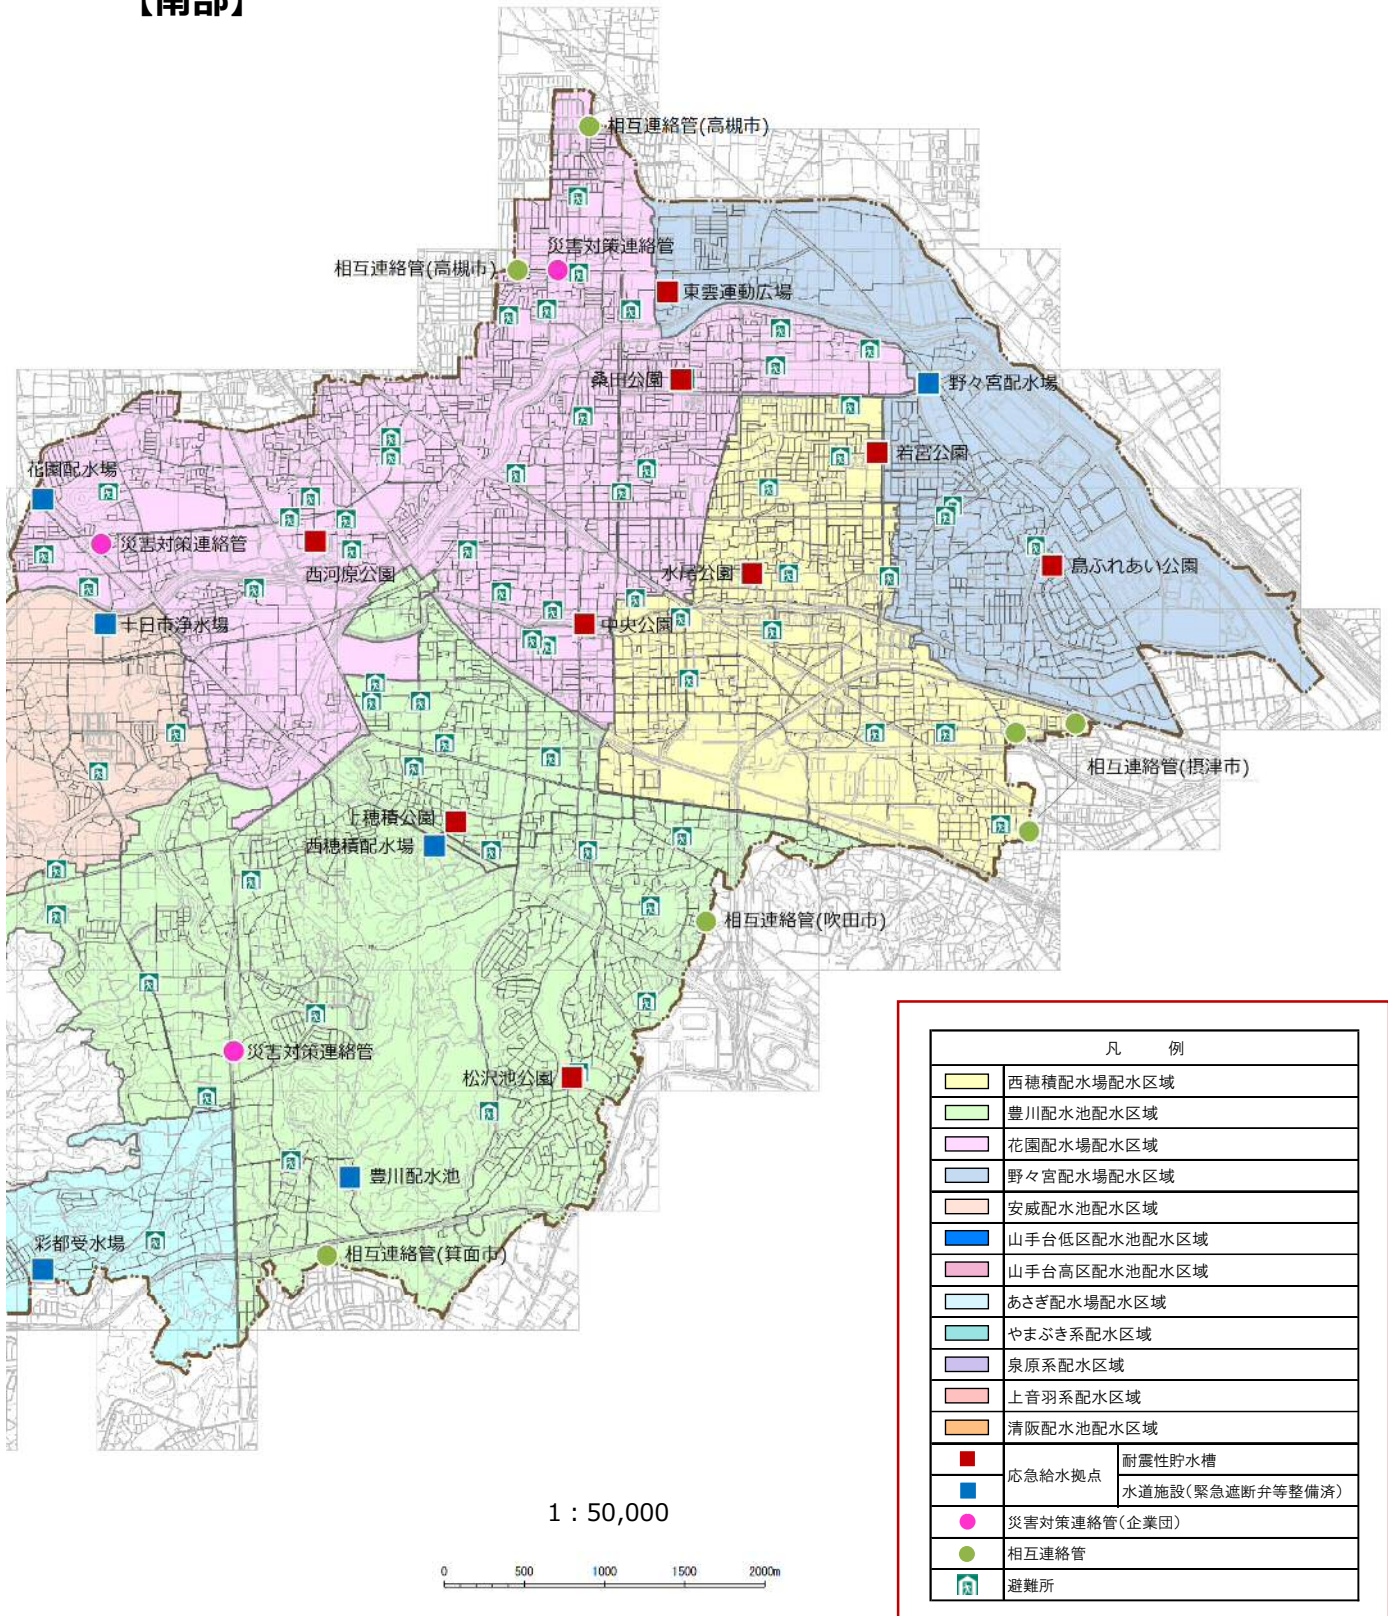 【南部】
相互連絡管(高槻市)
災害対策連絡管
相互連絡管(高槻市)
東雲運動広場
桑田公園
野々宮配水場
若宮公園
花園配水場
災害対策連絡管
西河原公園
水尾公園
島ふれあい公園
十日市浄水場
中央公園
相互連絡管(摂津市)
上穂積公園
西穂積配水場
相互連絡管(吹田市)
災害対策連絡管
松沢池公園
豊川配水池
彩都受水場
相互連絡管(箕面市)
凡 例
西穂積配水場配水区域
豊川配水池配水区域
花園配水場配水区域
野々宮配水場配水区域
安威配水池配水区域
山手台低区配水池配水区域
山手台高区配水池配水区域
あさぎ配水場配水区域
やまぶき系配水区域
泉原系配水区域
上音羽系配水区域
清阪配水池配水区域
応急給水拠点
耐震性貯水槽
水道施設(緊急遮断弁等整備済)
災害対策連絡管(企業団)
相互連絡管
避難所
1：50,000
0 500 1000 1500 2000m